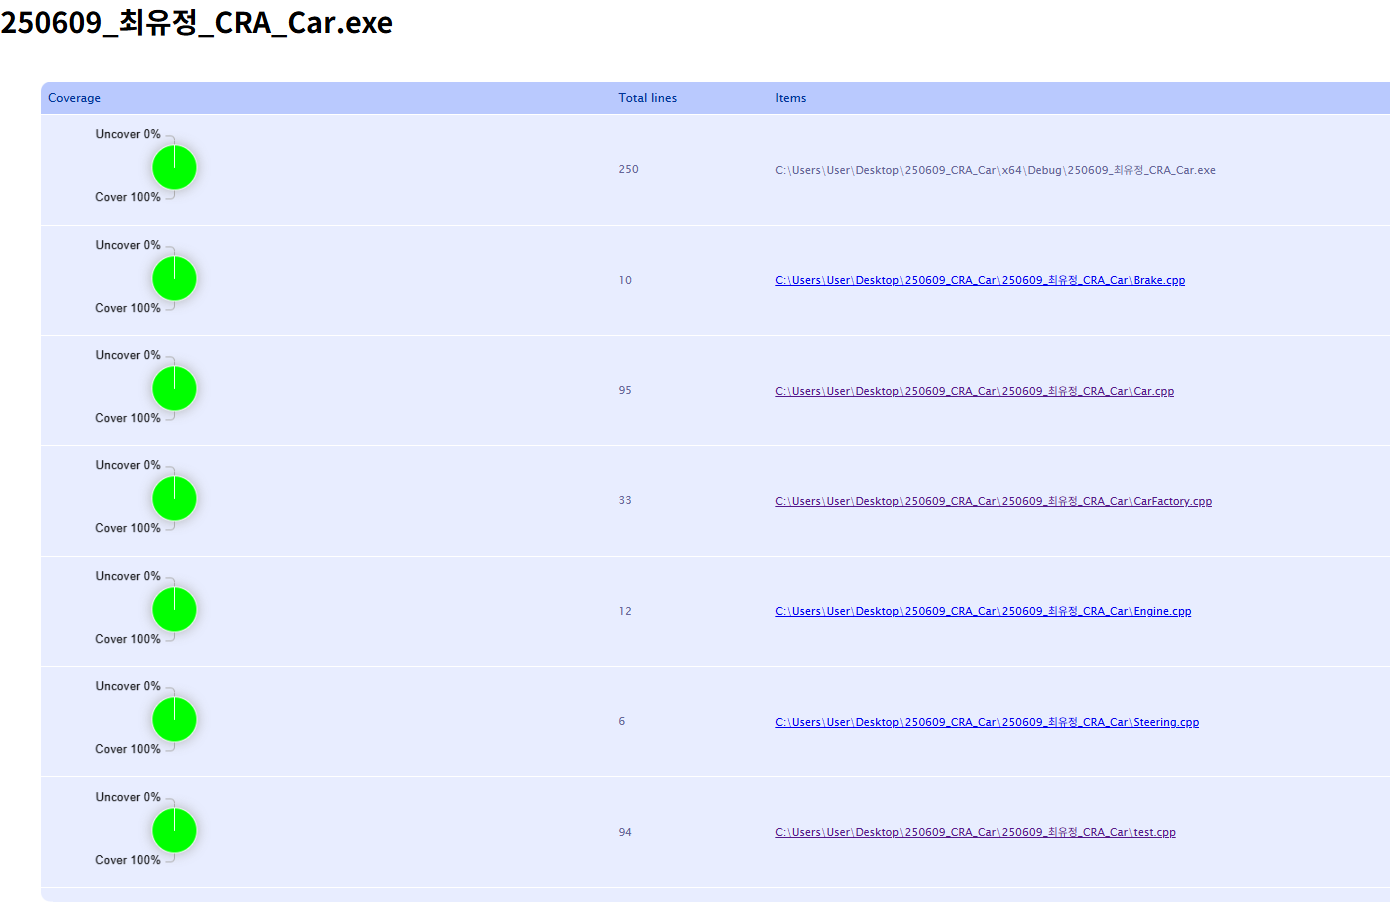 250609_최유정_CRA_Car.exe
Coverage Total lines Items
Uncover 0%
Cover 100%
250 C:\Users\User\Desktop\250609_CRA_Car\x64\Debug\250609_최유정_CRA_Car.exe
Uncover 0%
Cover 100%
10 C:\Users\User\Desktop\250609_CRA_Car\250609_최유정_CRA_Car\Brake.cpp
Uncover 0%
Cover 100%
95 C:\Users\User\Desktop\250609_CRA_Car\250609_최유정_CRA_Car\Car.cpp
Uncover 0%
Cover 100%
33 C:\Users\User\Desktop\250609_CRA_Car\250609_최유정_CRA_Car\CarFactory.cpp
Uncover 0%
Cover 100%
12 C:\Users\User\Desktop\250609_CRA_Car\250609_최유정_CRA_Car\Engine.cpp
Uncover 0%
Cover 100%
6 C:\Users\User\Desktop\250609_CRA_Car\250609_최유정_CRA_Car\Steering.cpp
Uncover 0%
Cover 100%
94 C:\Users\User\Desktop\250609_CRA_Car\250609_최유정_CRA_Car\test.cpp